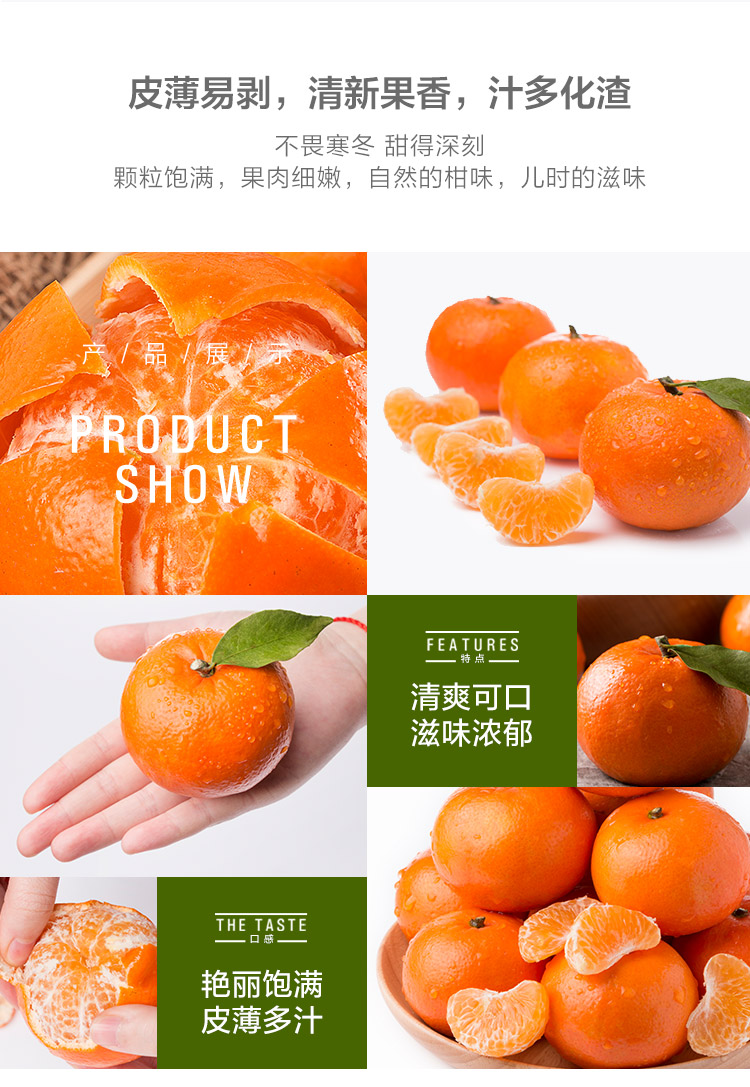 皮薄易剥，清新果香，汁多化渣
不畏寒冬 甜得深刻
颗粒饱满，果肉细嫩，自然的柑味，儿时的滋味
产/品/展/示
PRODUCT
SHOW
FEATURES
特点
清爽可口
滋味浓郁
THE TASTE
口感
艳丽饱满
皮薄多汁